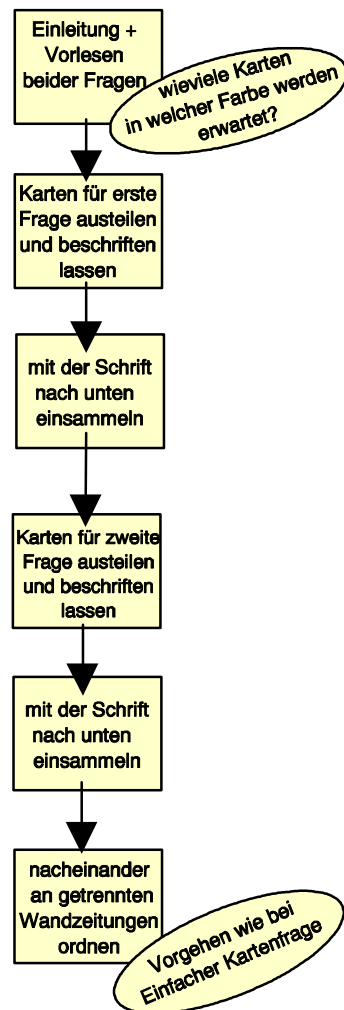 Einleitung +
Vorlesen
beider Fragen
wieviele Karten
in welcher Farbe werden
erwartet?
Karten für erste
Frage austeilen
und beschriften
lassen
mit der Schrift
nach unten
einsammeln
Karten für zweite
Frage austeilen
und beschriften
lassen
mit der Schrift
nach unten
einsammeln
nacheinander
an getrennten
Wandzeitungen
ordnen
Vorgehen wie bei
Einfacher Kartenfrage